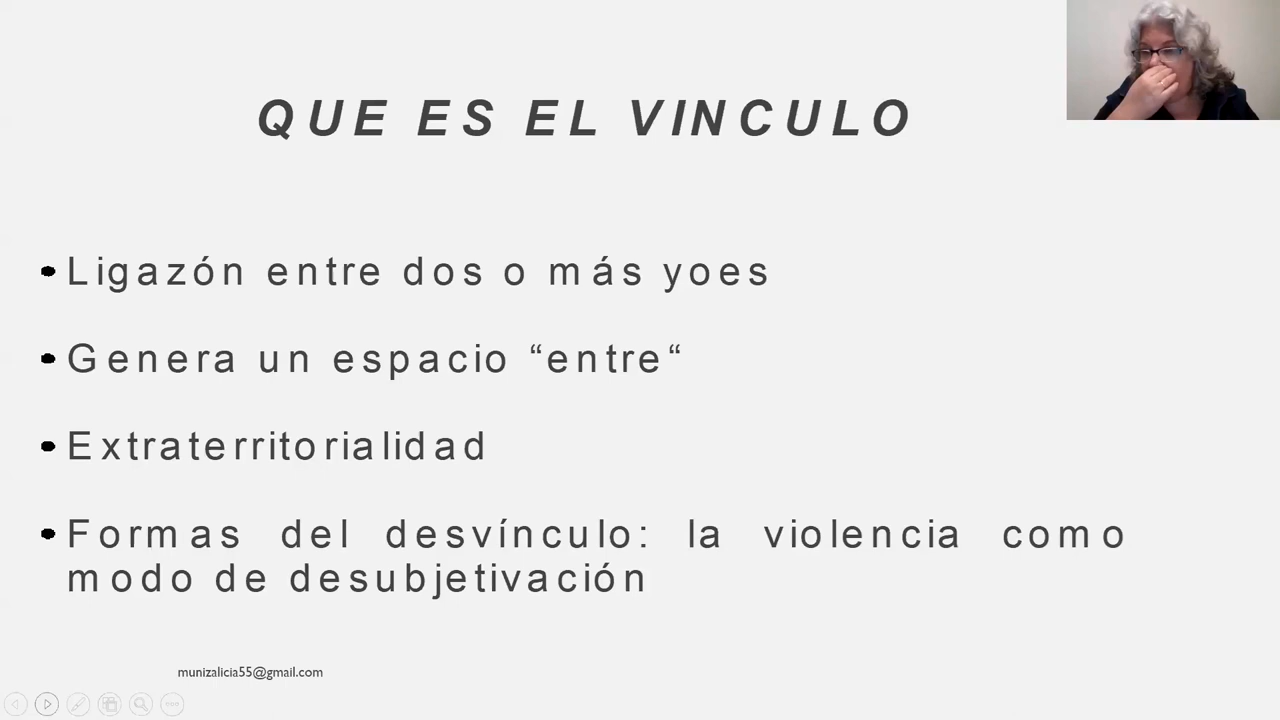 QUE ES EL VINCULO
• Ligazón entre dos o más yoes
• Genera un espacio “entre“
• Extraterritorialidad
• Formas del desvínculo: la violencia como
modo de desubjetivación
munizalicia55@gmail.com